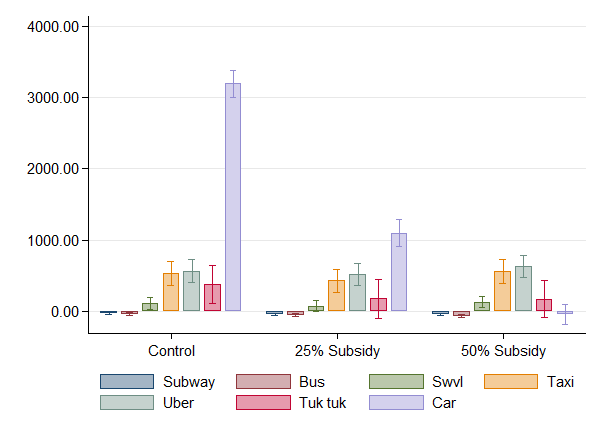 4000.00
3000.00
2000.00
1000.00
0.00
Control 25% Subsidy 50% Subsidy
Subway Bus Swvl Taxi
Uber Tuk tuk Car